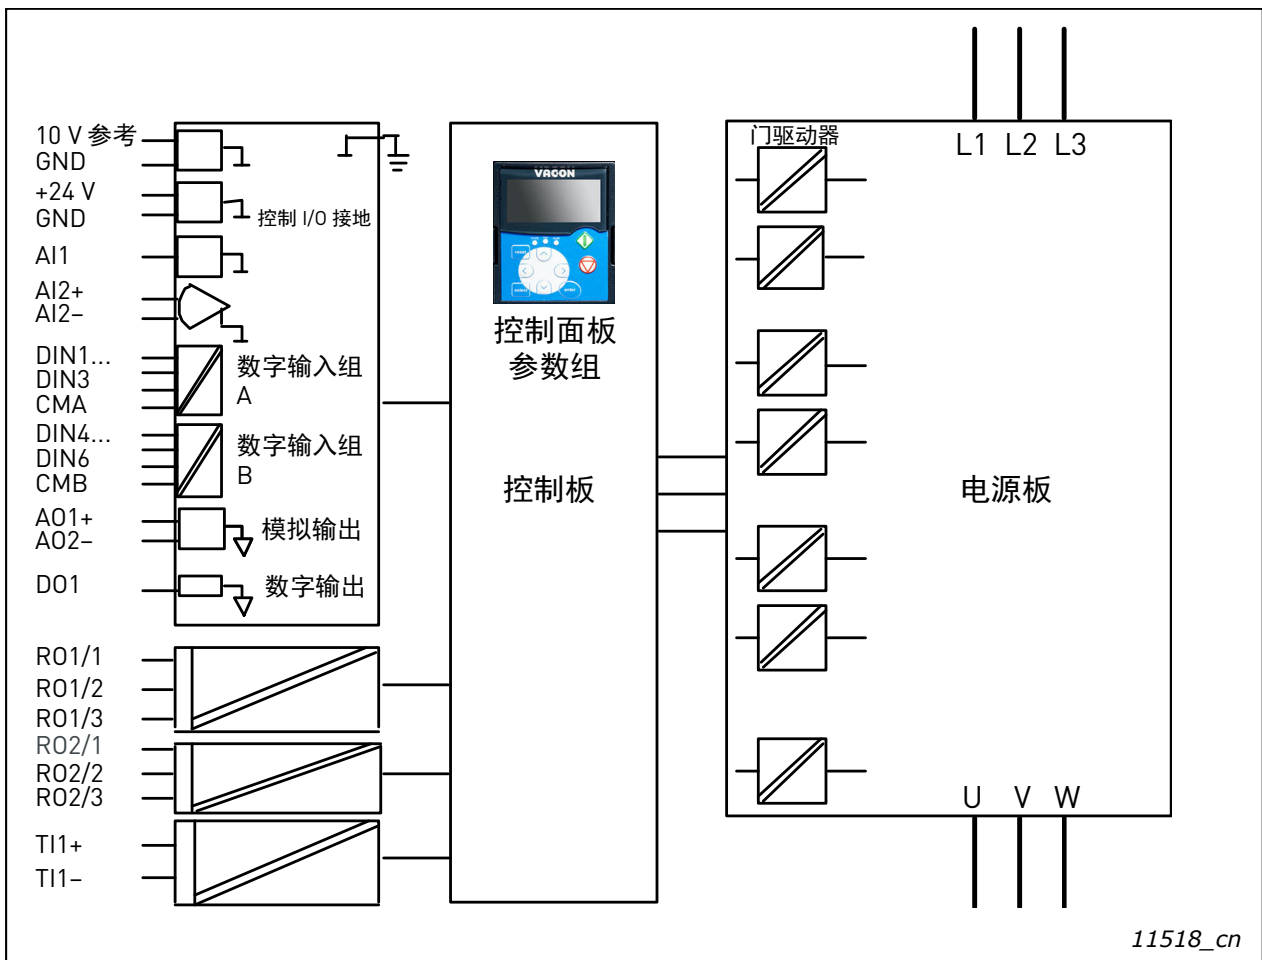 10 V 参考
GND
+24 V
GND
控制 I/O 接地
AI1
AI2+
AI2–
DIN1...
DIN3
CMA
数字输入组
A
DIN4...
DIN6
CMB
数字输入组
B
AO1+
AO2–
模拟输出
DO1
数字输出
RO1/1
RO1/2
RO1/3
RO2/1
RO2/2
RO2/3
TI1+
TI1–
VACON
reset
select
enter
控制面板
参数组
控制板
门驱动器
L1 L2 L3
电源板
U V W
11518_cn